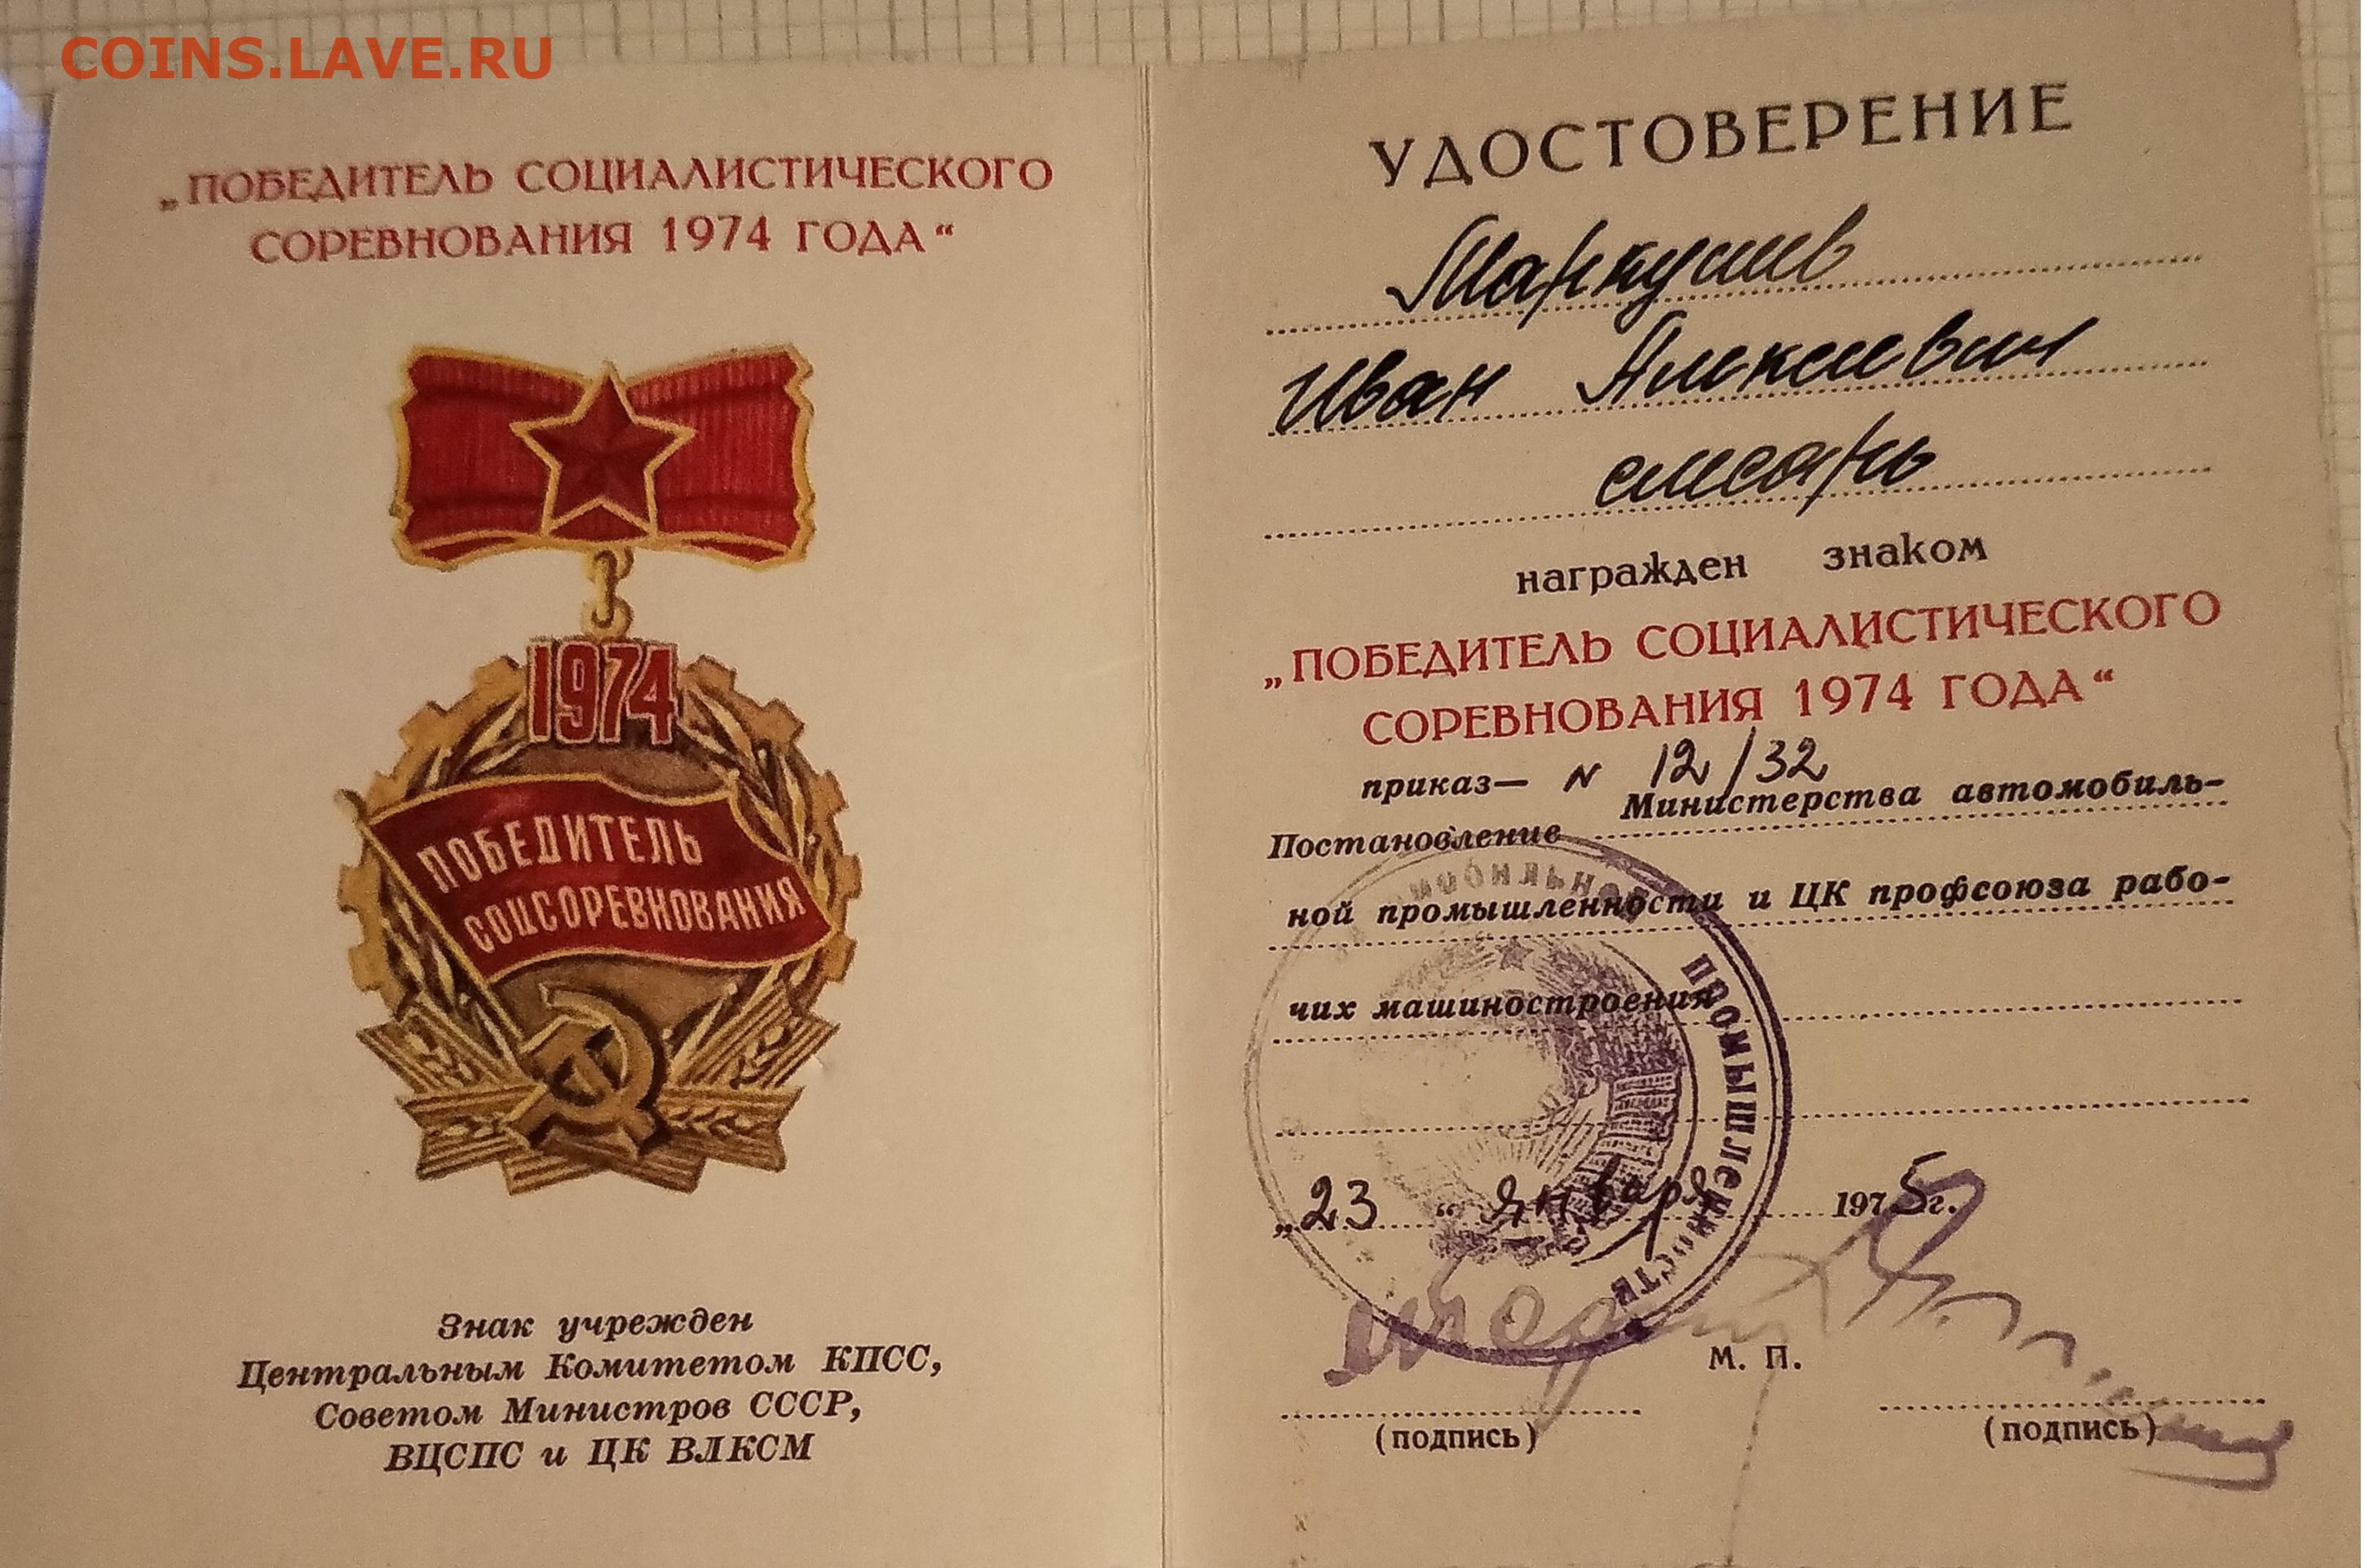 COINS.LAVE.RU
„ПОБЕДИТЕЛЬ СОЦИАЛИСТИЧЕСКОГО
СОРЕВНОВАНИЯ 1974 ГОДА“
1974
ПОБЕДИТЕЛЬ
СОЦСОРЕВНОВАНИЯ
Знак учрежден
Центральным Комитетом КПСС,
Советом Министров СССР,
ВЦСПС и ЦК ВЛКСМ
УДОСТОВЕРЕНИЕ
Иван Алексеевич
слесарь
награжден знаком
„ПОБЕДИТЕЛЬ СОЦИАЛИСТИЧЕСКОГО
СОРЕВНОВАНИЯ 1974 ГОДА“
приказ— N 12/32
Постановление Министерства автомобиль-
ной промышленности и ЦК профсоюза рабо-
чих машиностроения
„23“ января 1975г.
М. П.
(подпись) (подпись)
промышленности